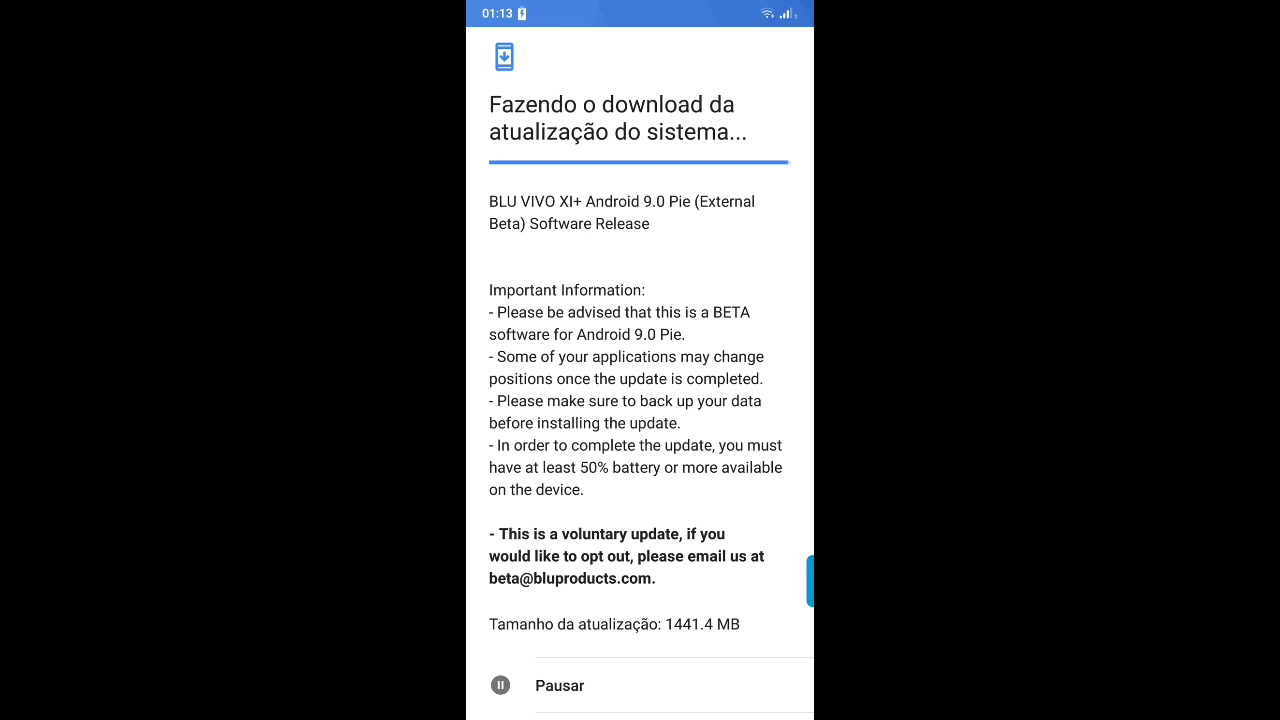 01:13
Fazendo o download da
atualização do sistema...
BLU VIVO XI+ Android 9.0 Pie (External
Beta) Software Release
Important Information:
- Please be advised that this is a BETA
software for Android 9.0 Pie.
- Some of your applications may change
positions once the update is completed.
- Please make sure to back up your data
before installing the update.
- In order to complete the update, you must
have at least 50% battery or more available
on the device.
- This is a voluntary update, if you
would like to opt out, please email us at
beta@bluproducts.com.
Tamanho da atualização: 1441.4 MB
Pausar